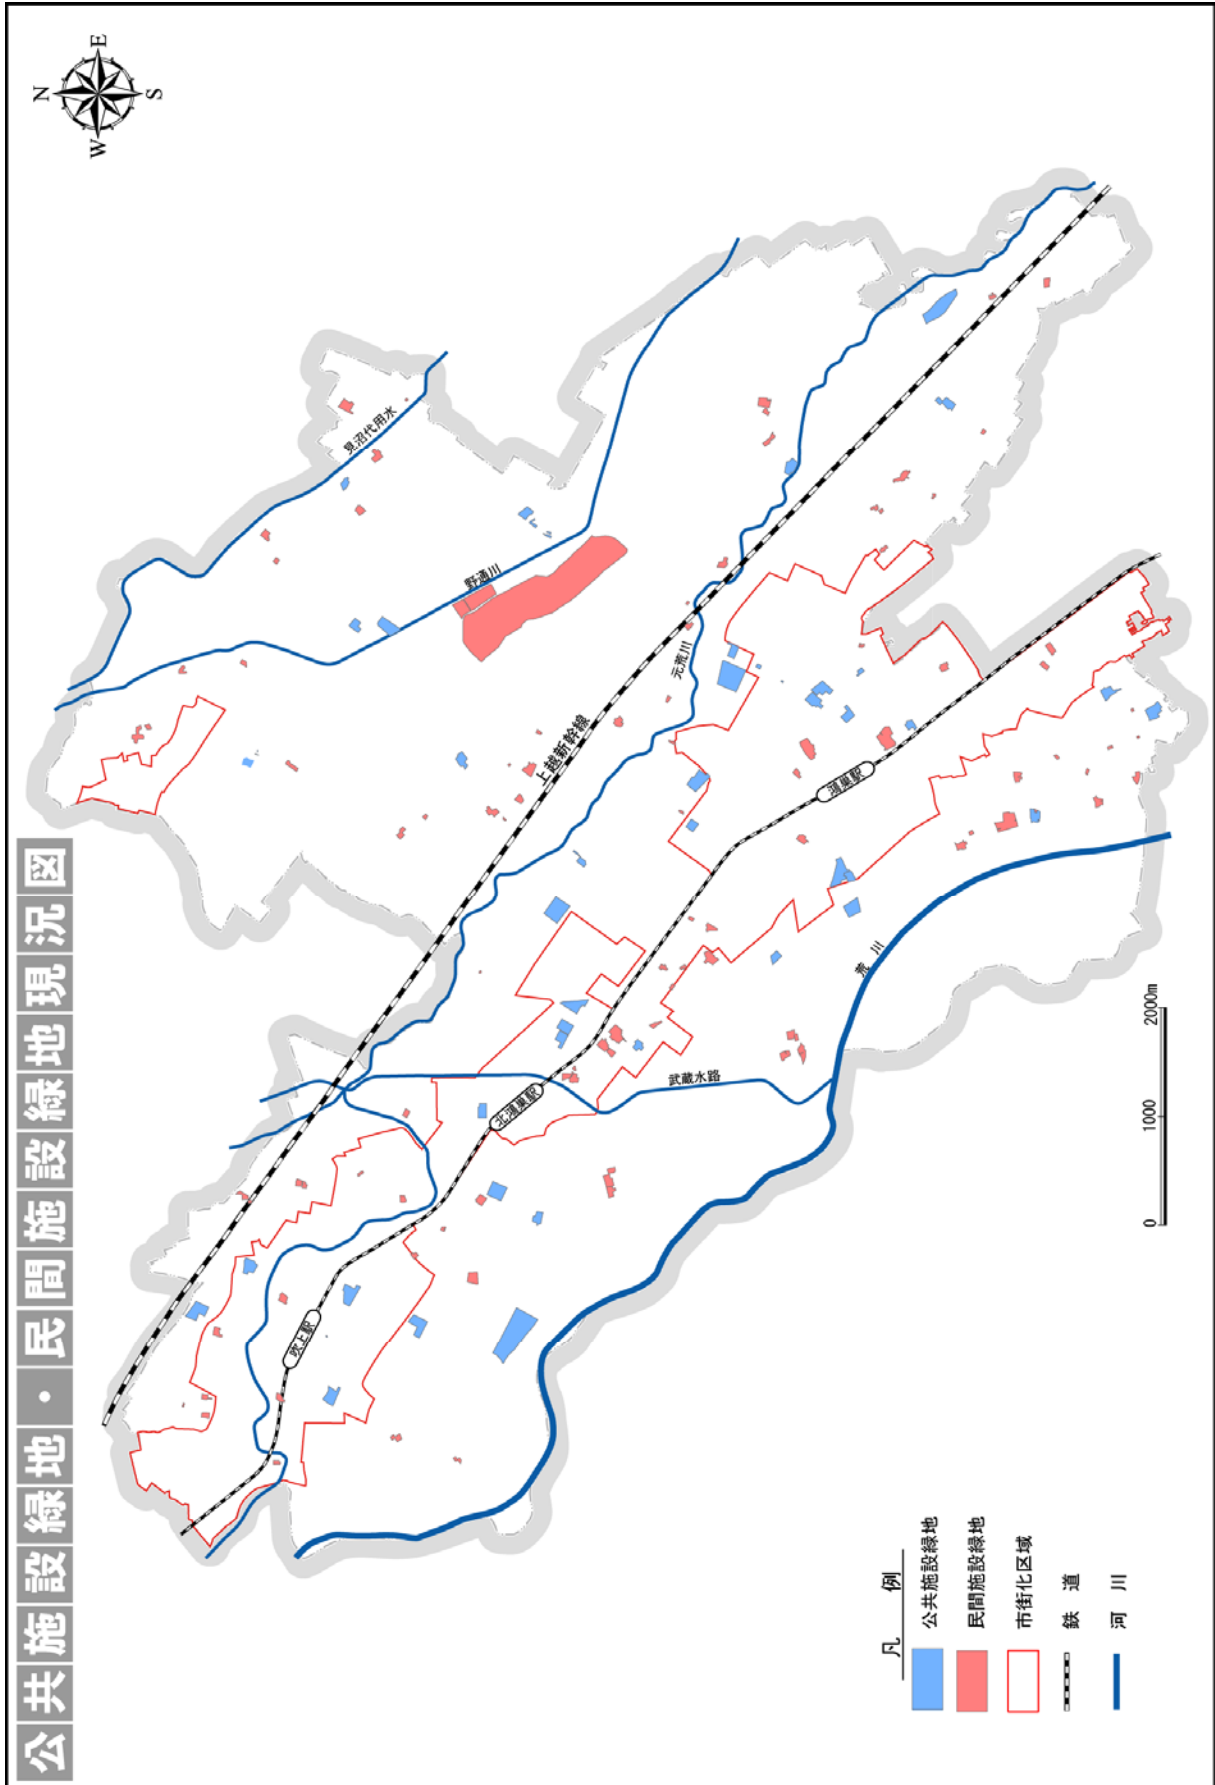 公共施設緑地・民間施設緑地現況図
N
E
W
S
見沼代用水
野通川
元荒川
上越新幹線
鴻巣駅
荒川
武蔵水路
北鴻巣駅
吹上駅
0 1000 2000m
凡例
公共施設緑地
民間施設緑地
市街化区域
鉄道
河川